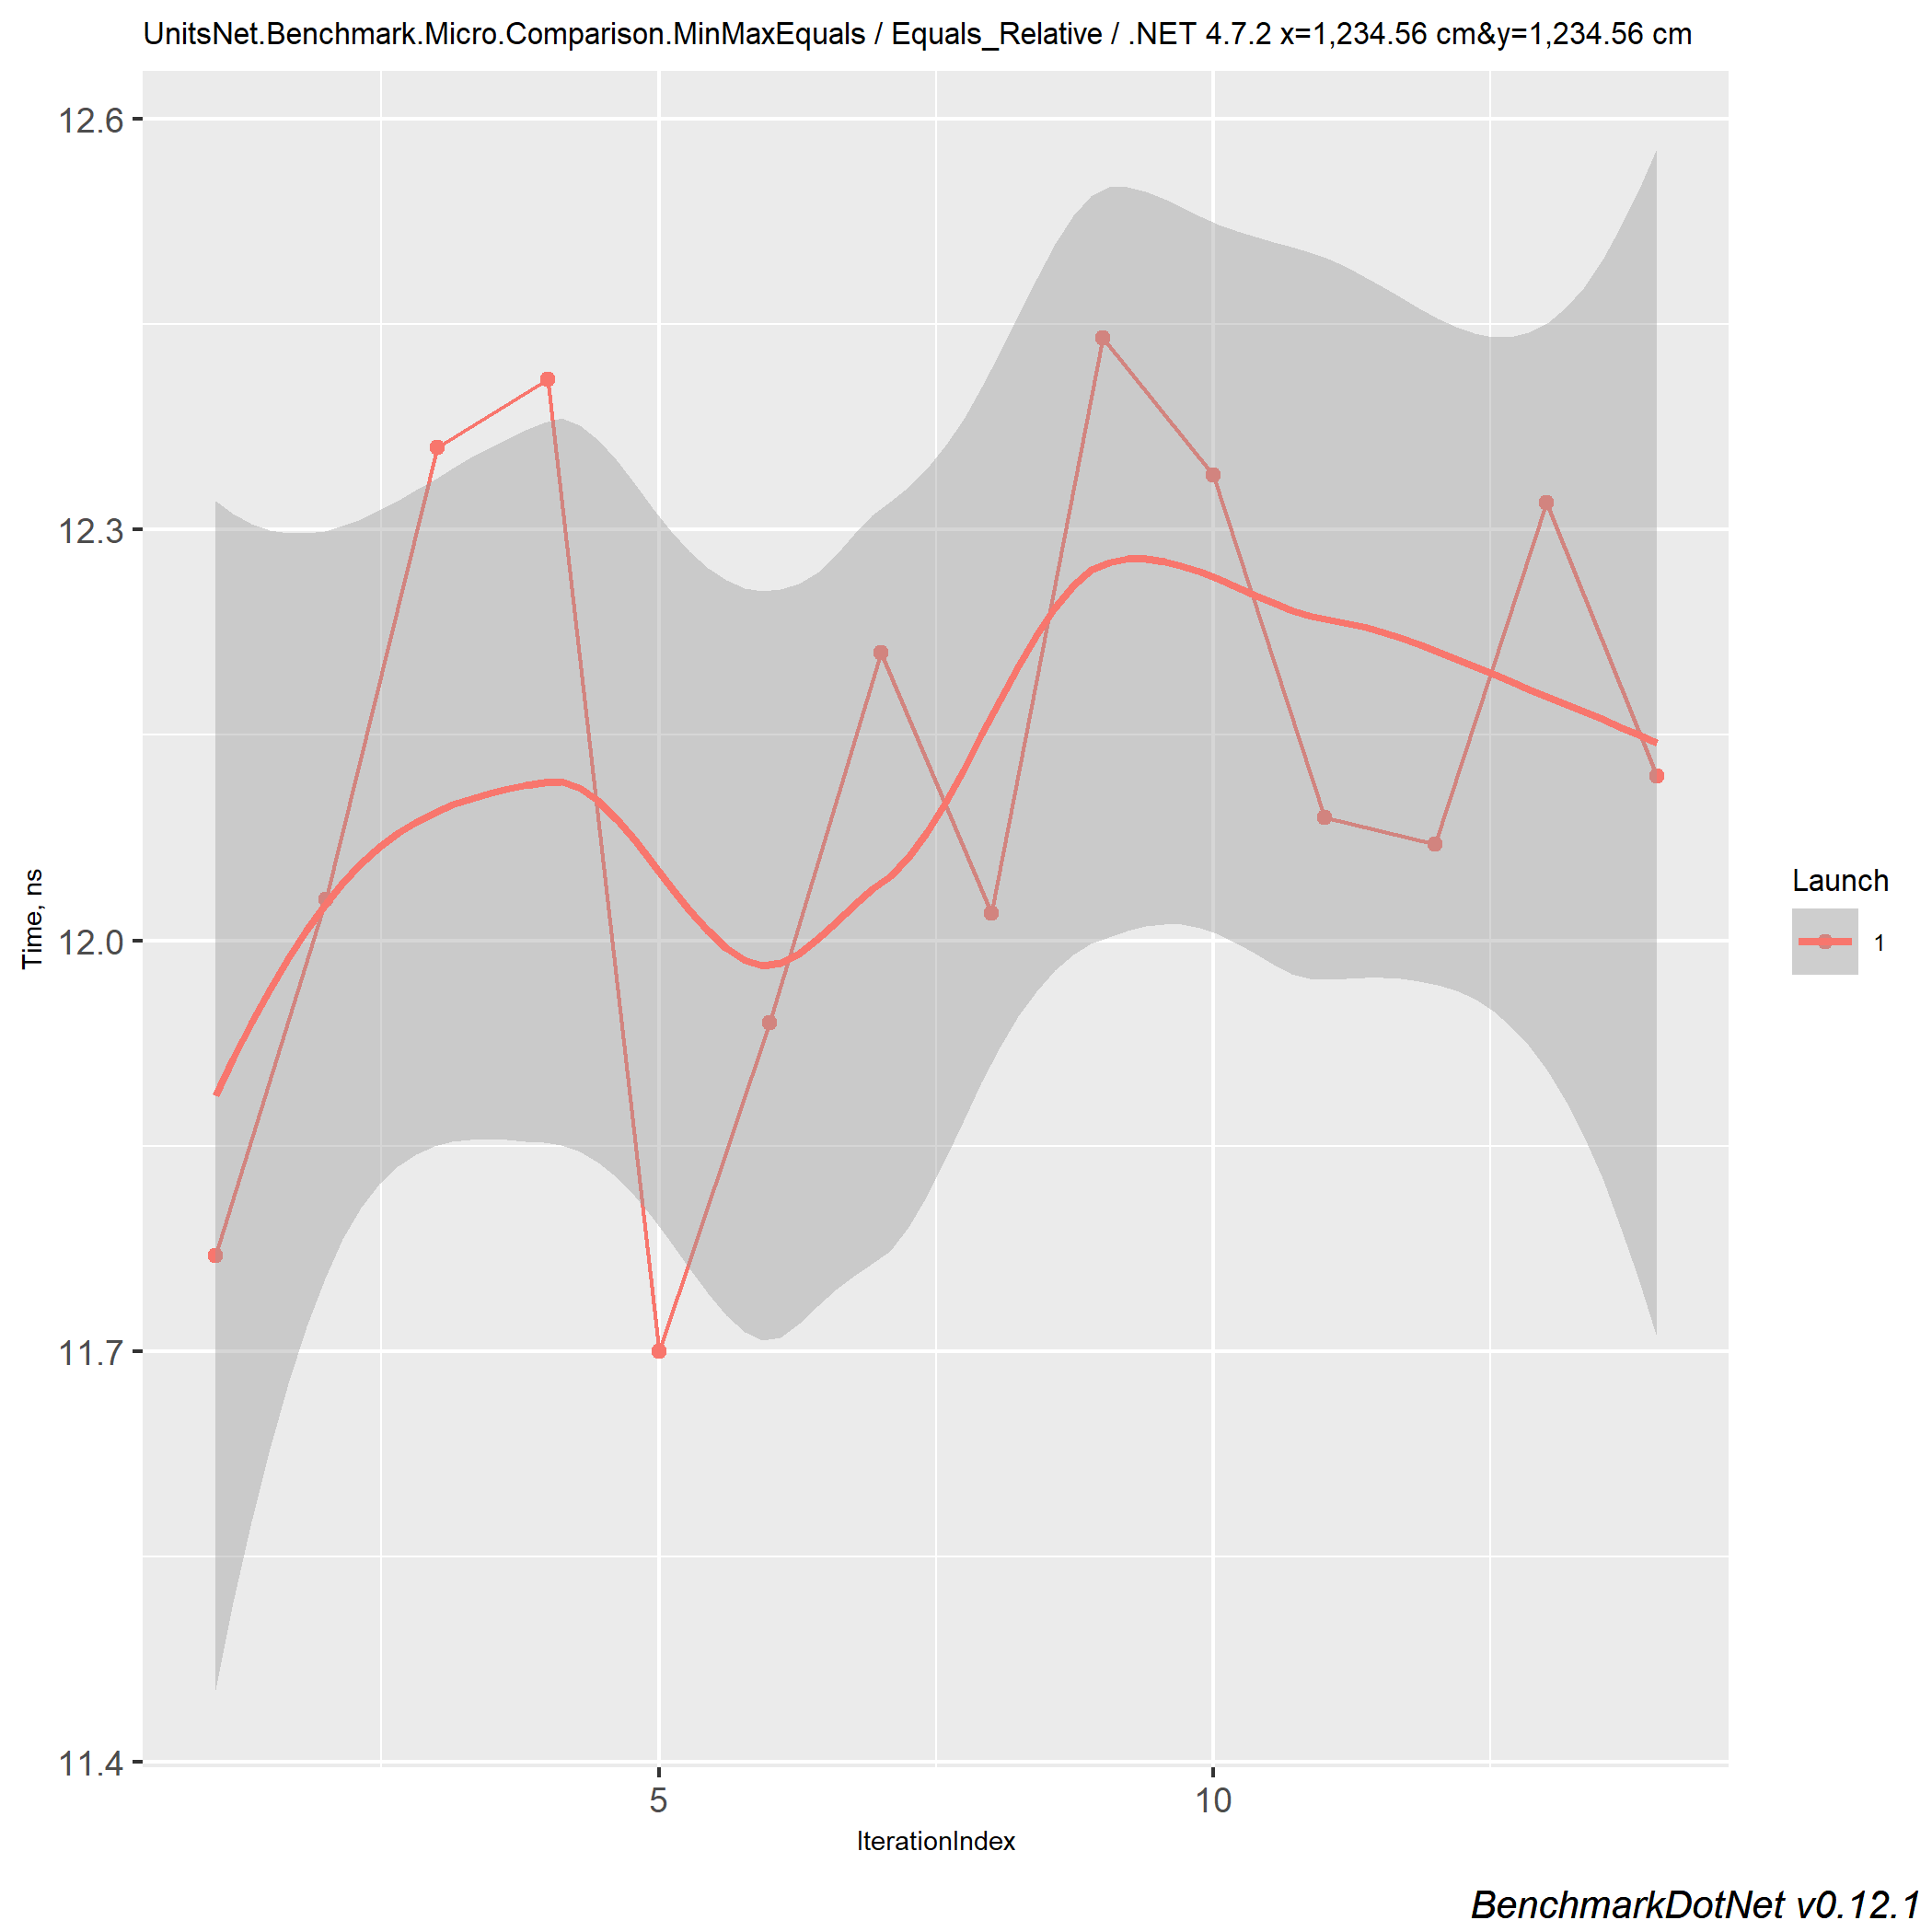 UnitsNet.Benchmark.Micro.Comparison.MinMaxEquals / Equals_Relative / .NET 4.7.2 x=1,234.56 cm&y=1,234.56 cm
12.6
12.3
12.0
11.7
11.4
Time, ns
5
10
IterationIndex
Launch
1
BenchmarkDotNet v0.12.1